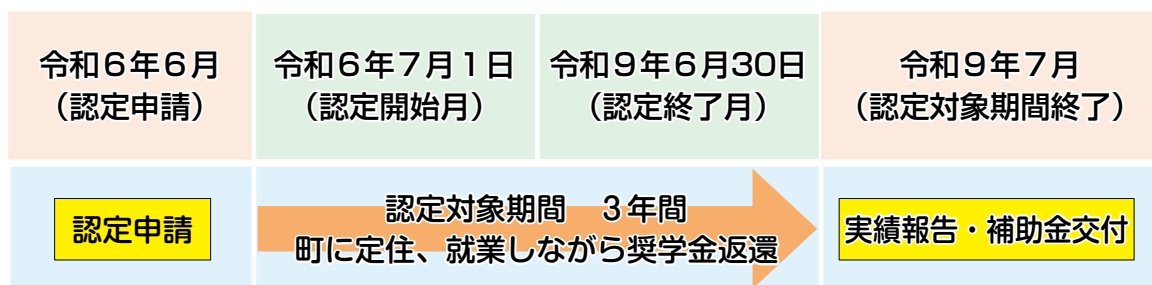 令和６年６月
（認定申請）
令和６年７月１日
（認定開始月）
令和９年６月30日
（認定終了月）
令和９年７月
（認定対象期間終了）
認定申請
認定対象期間　３年間
町に定住、就業しながら奨学金返還
実績報告・補助金交付